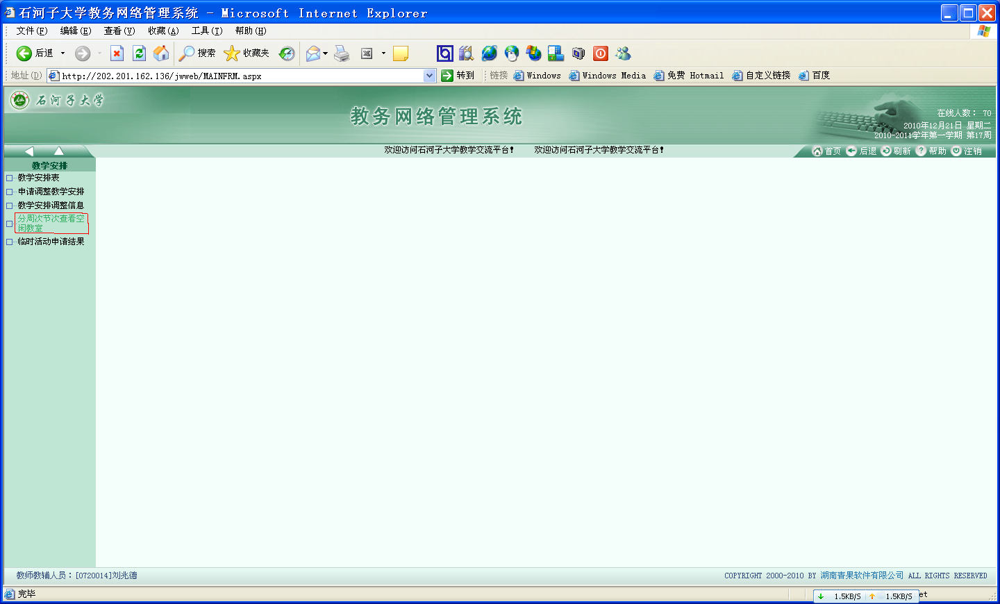 石河子大学教务网络管理系统 - Microsoft Internet Explorer
文件(F) 编辑(E) 查看(V) 收藏(A) 工具(T) 帮助(H)
后退 搜索 收藏夹
地址(D) http://202.201.162.136/jwweb/MAINFRM.aspx 转到 链接 Windows Windows Media 免费 Hotmail 自定义链接 百度
石河子大学
教务网络管理系统
在线人数： 70
2010年12月21日 星期二
2010-2011学年第一学期 第17周
欢迎访问石河子大学教学交流平台! 欢迎访问石河子大学教学交流平台!
首页 后退 刷新 帮助 注销
教学安排
教学安排表
申请调整教学安排
教学安排调整信息
分周次节次查看空
闲教室
临时活动申请结果
教师教辅人员：[0720014]刘兆德
COPYRIGHT 2000-2010 BY 湖南青果软件有限公司 ALL RIGHTS RESERVED
完毕
1.5KB/S 1.5KB/S et